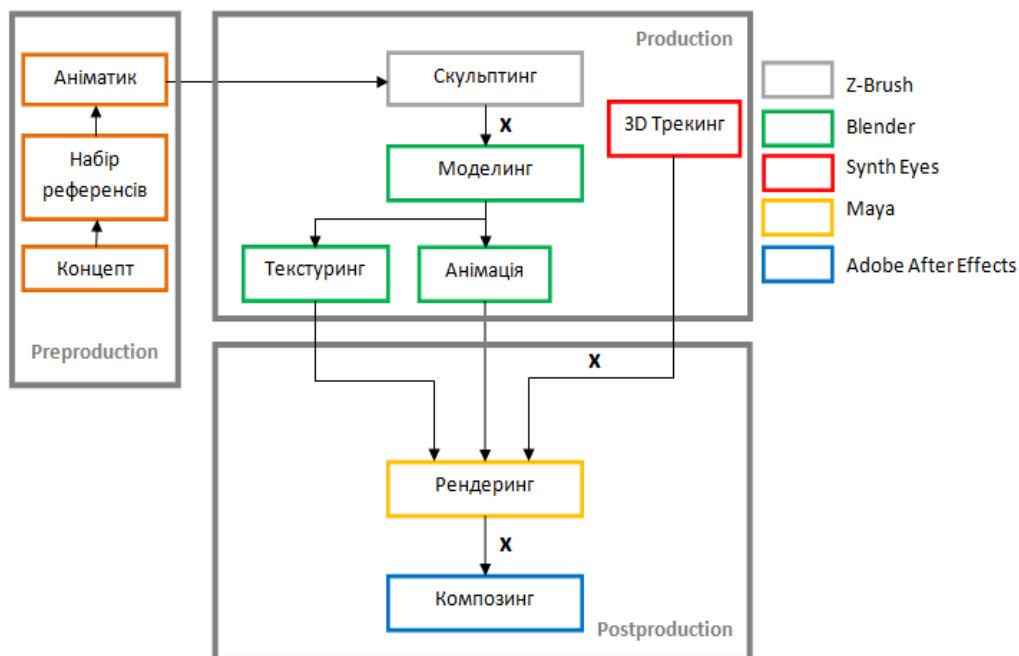 Production
Аніматик
Скульптинг
Z-Brush
X
3D Трекинг
Blender
Набір
референсів
Моделинг
Synth Eyes
Maya
Концепт
Текстуринг
Анімація
Adobe After Effects
Preproduction
X
Рендеринг
X
Композинг
Postproduction